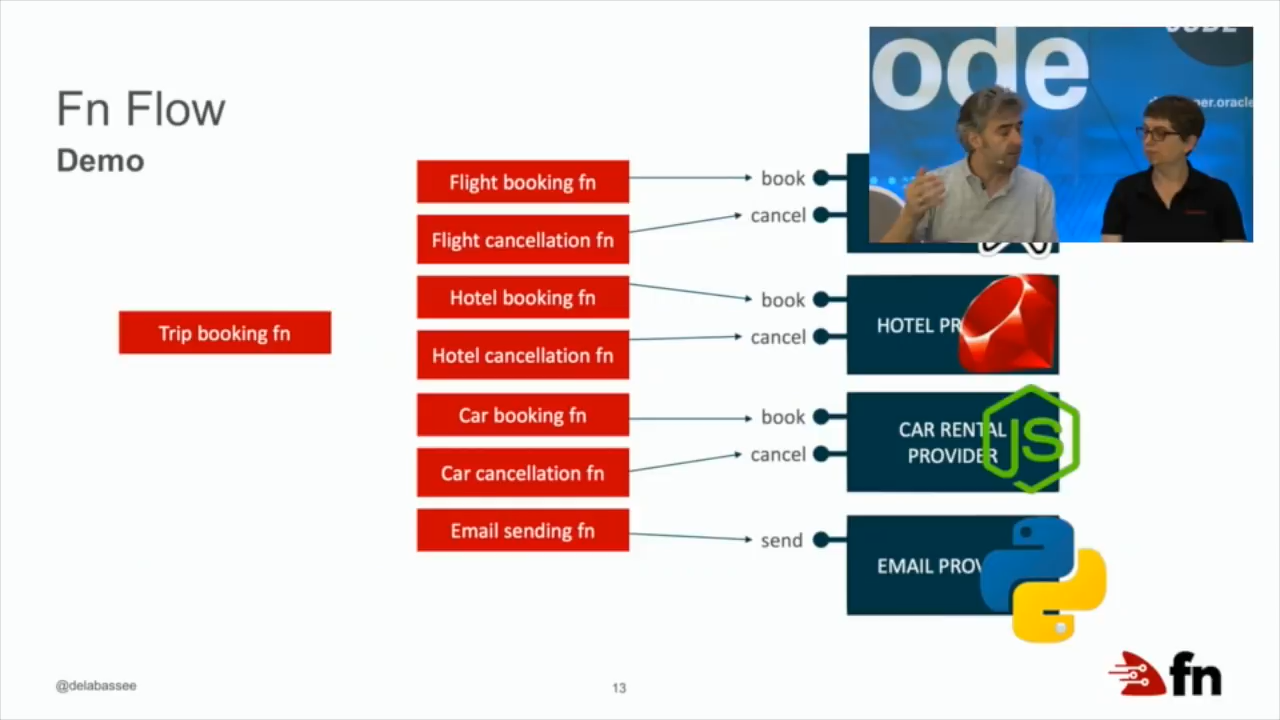 Fn Flow
Demo
Trip booking fn
Flight booking fn
Flight cancellation fn
Hotel booking fn
Hotel cancellation fn
Car booking fn
Car cancellation fn
Email sending fn
book
cancel
book
cancel
book
cancel
send
HOTEL
CAR RENTAL
PROVIDER
EMAIL
JS
ode
@delabassee
13
fn